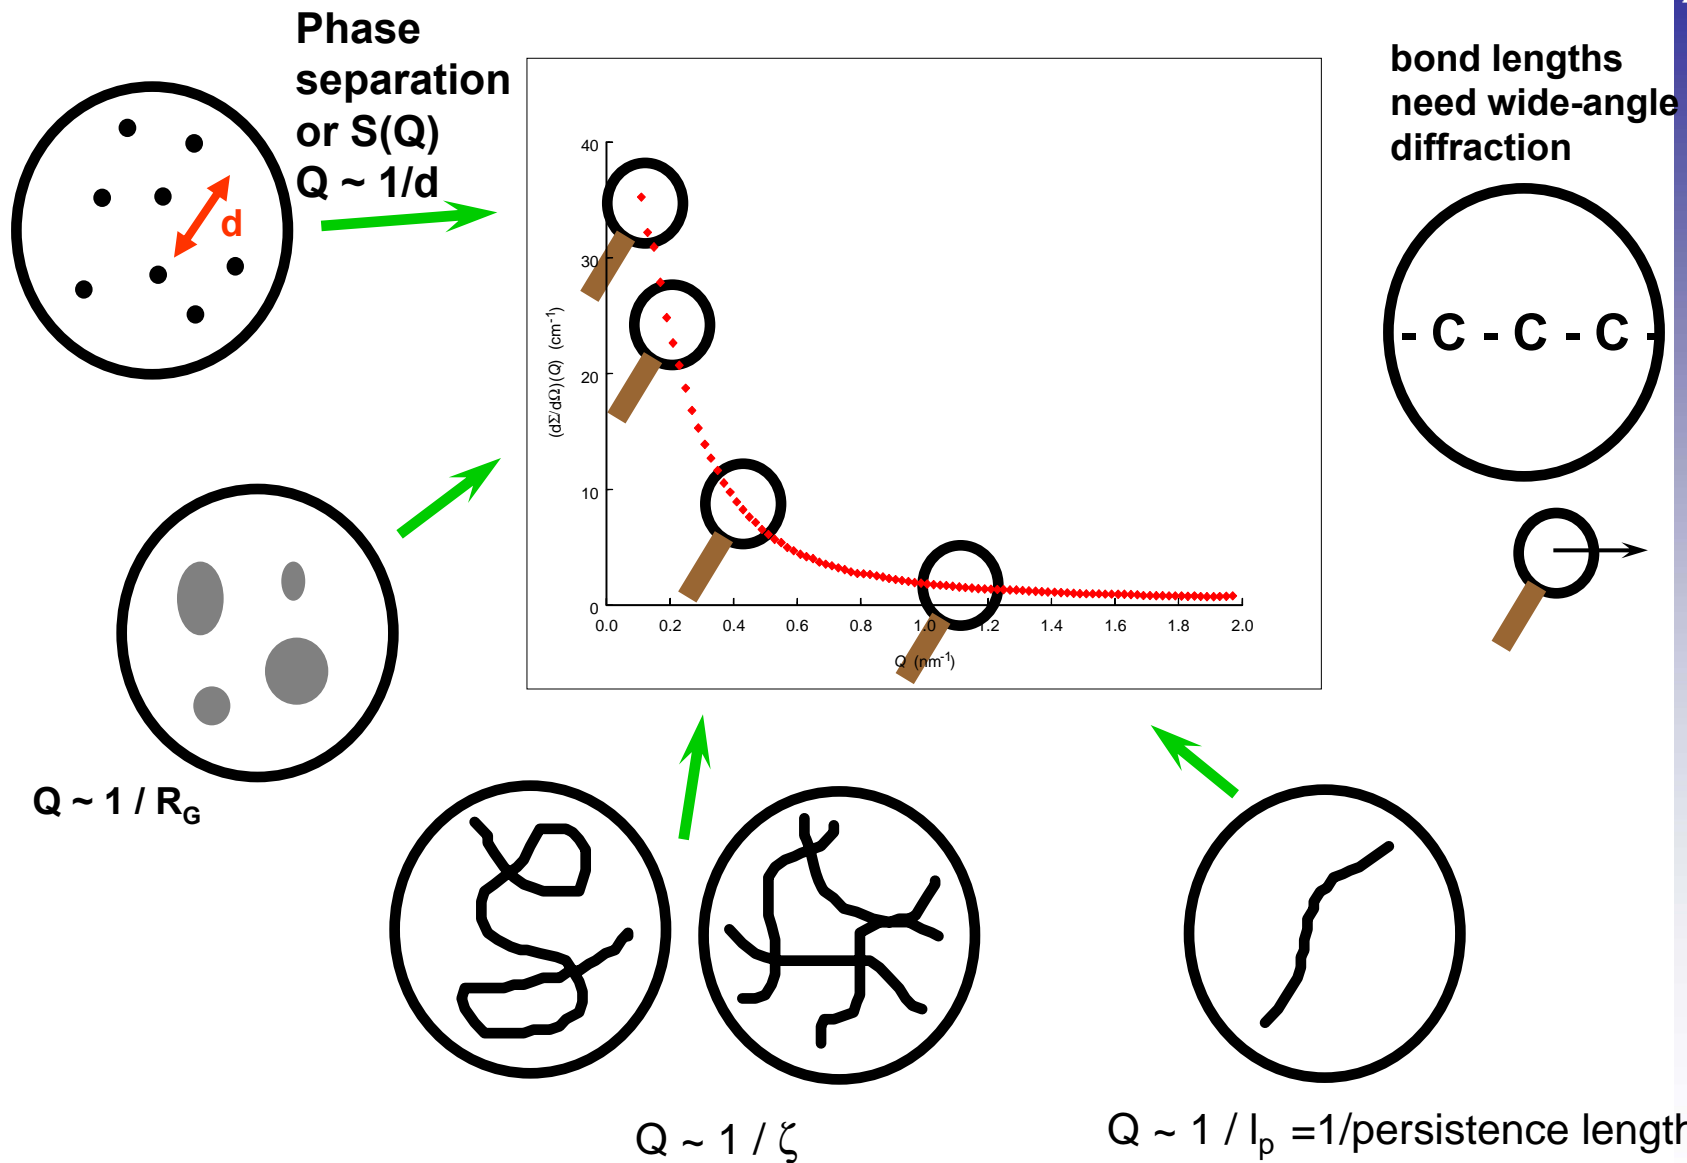 Phase
separation
or S(Q)
Q ~ 1/d
d
bond lengths
need wide-angle
diffraction
- C - C - C -
(dΣ/dΩ)(Q) (cm⁻¹)
40
30
20
10
0
0.0 0.2 0.4 0.6 0.8 1.0 1.2 1.4 1.6 1.8 2.0
Q (nm⁻¹)
Q ~ 1 / R_G
Q ~ 1 / ζ
Q ~ 1 / l_p =1/persistence length